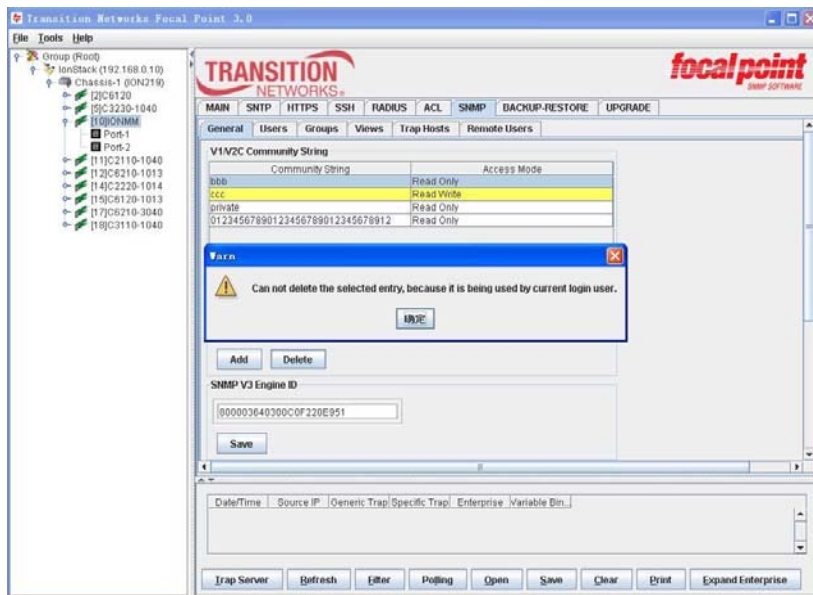 Transition Networks Focal Point 3.0
File Tools Help
Group (Root)
IonStack (192.168.0.10)
Chassis-1 (ION219)
[2]C6120
[5]C3230-1040
[10]IONMM
Port-1
Port-2
[11]C2110-1040
[12]C6210-1013
[14]C2220-1014
[15]C6120-1013
[17]C6210-3040
[18]C3110-1040
TRANSITION
NETWORKS®
focal point
SNMP SOFTWARE
MAIN SNTP HTTPS SSH RADIUS ACL SNMP BACKUP-RESTORE UPGRADE
General Users Groups Views Trap Hosts Remote Users
V1/V2C Community String
Community String Access Mode
bbb Read Only
ccc Read Write
private Read Only
01234567890123456789012345678912 Read Only
Warn
Can not delete the selected entry, because it is being used by current login user.
确定
Add Delete
SNMP V3 Engine ID
000003640300C0F220E951
Save
Date/Time Source IP Generic Trap Specific Trap Enterprise Variable Bin...
Trap Server Refresh Filter Polling Open Save Clear Print Expand Enterprise